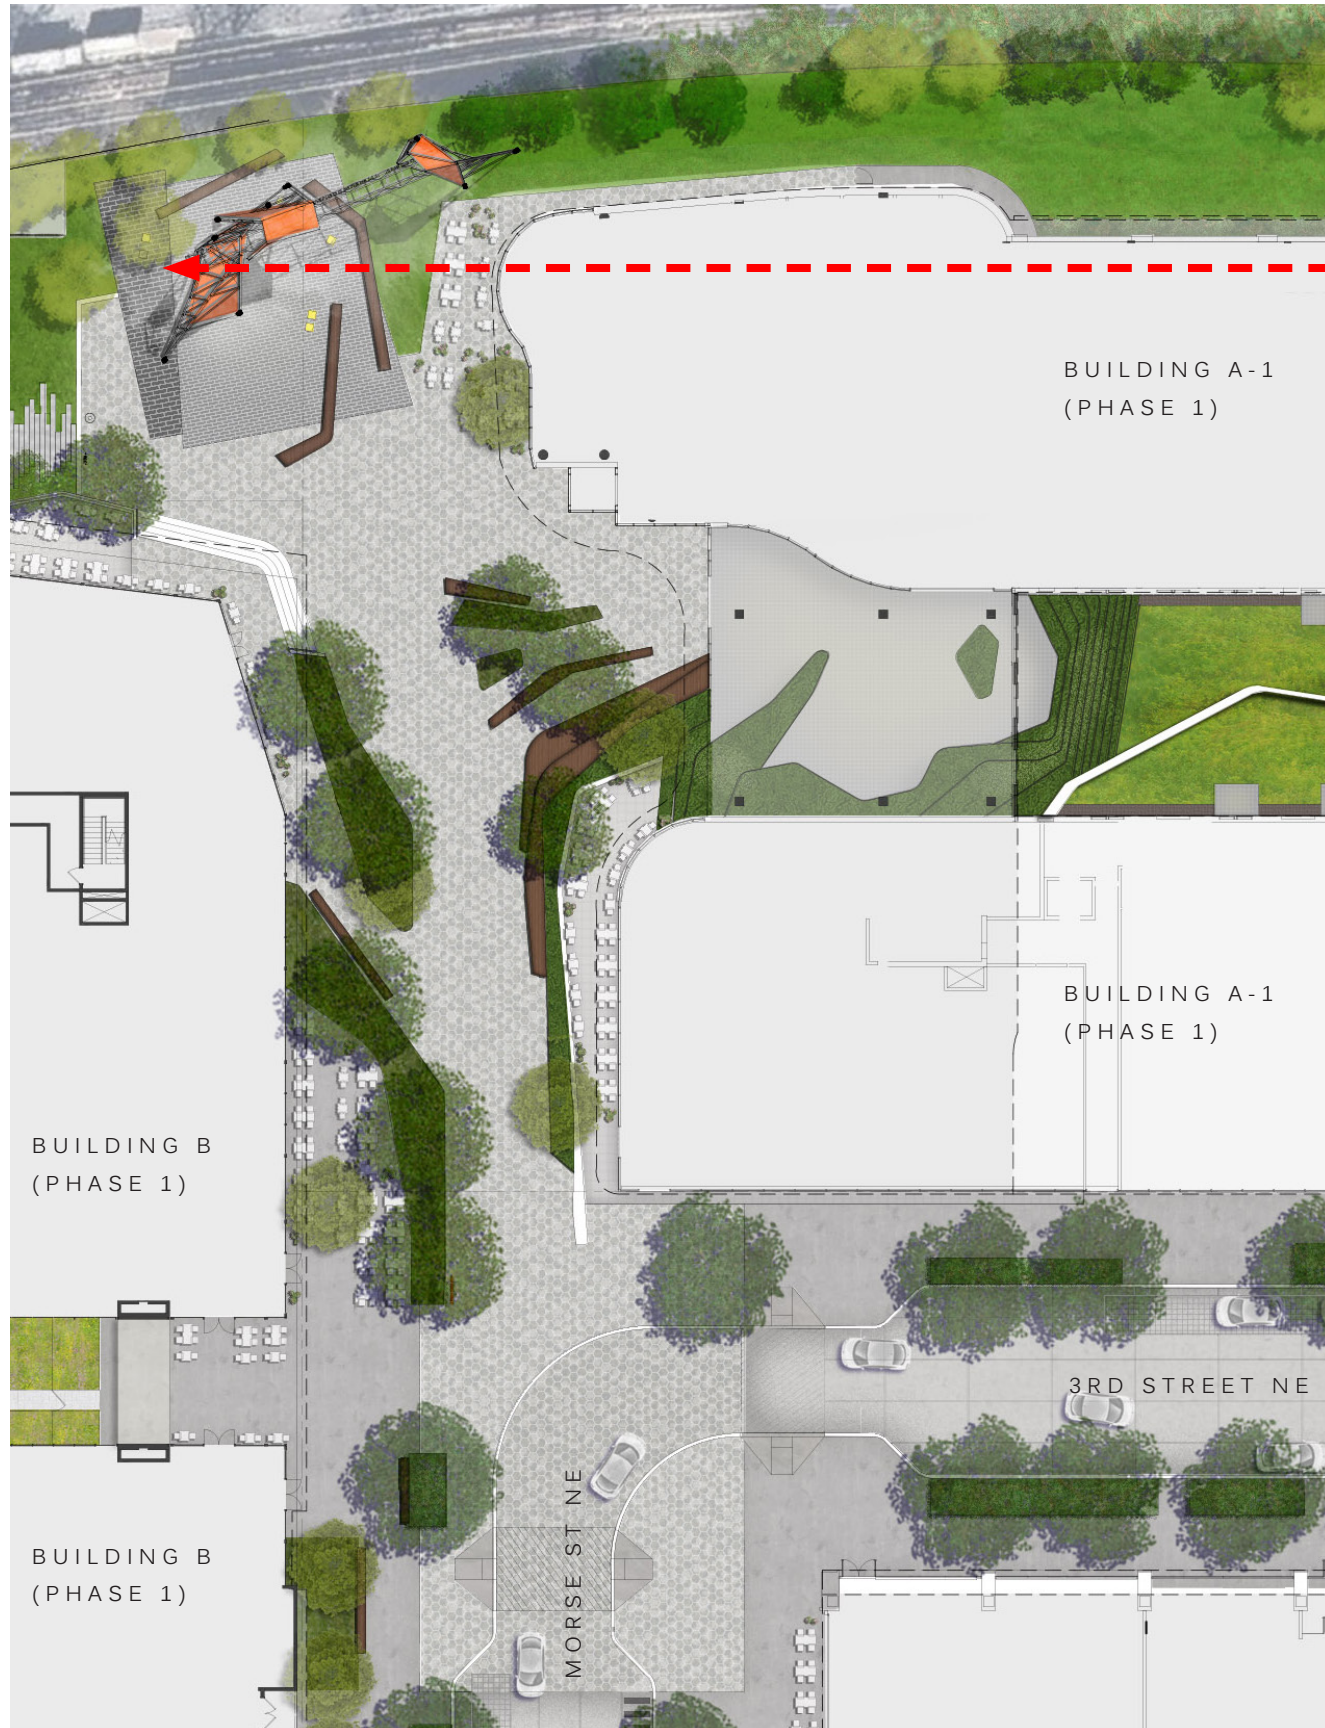 BUILDING A-1
(PHASE 1)
BUILDING A-1
(PHASE 1)
BUILDING B
(PHASE 1)
3RD STREET NE
MORSE ST NE
BUILDING B
(PHASE 1)